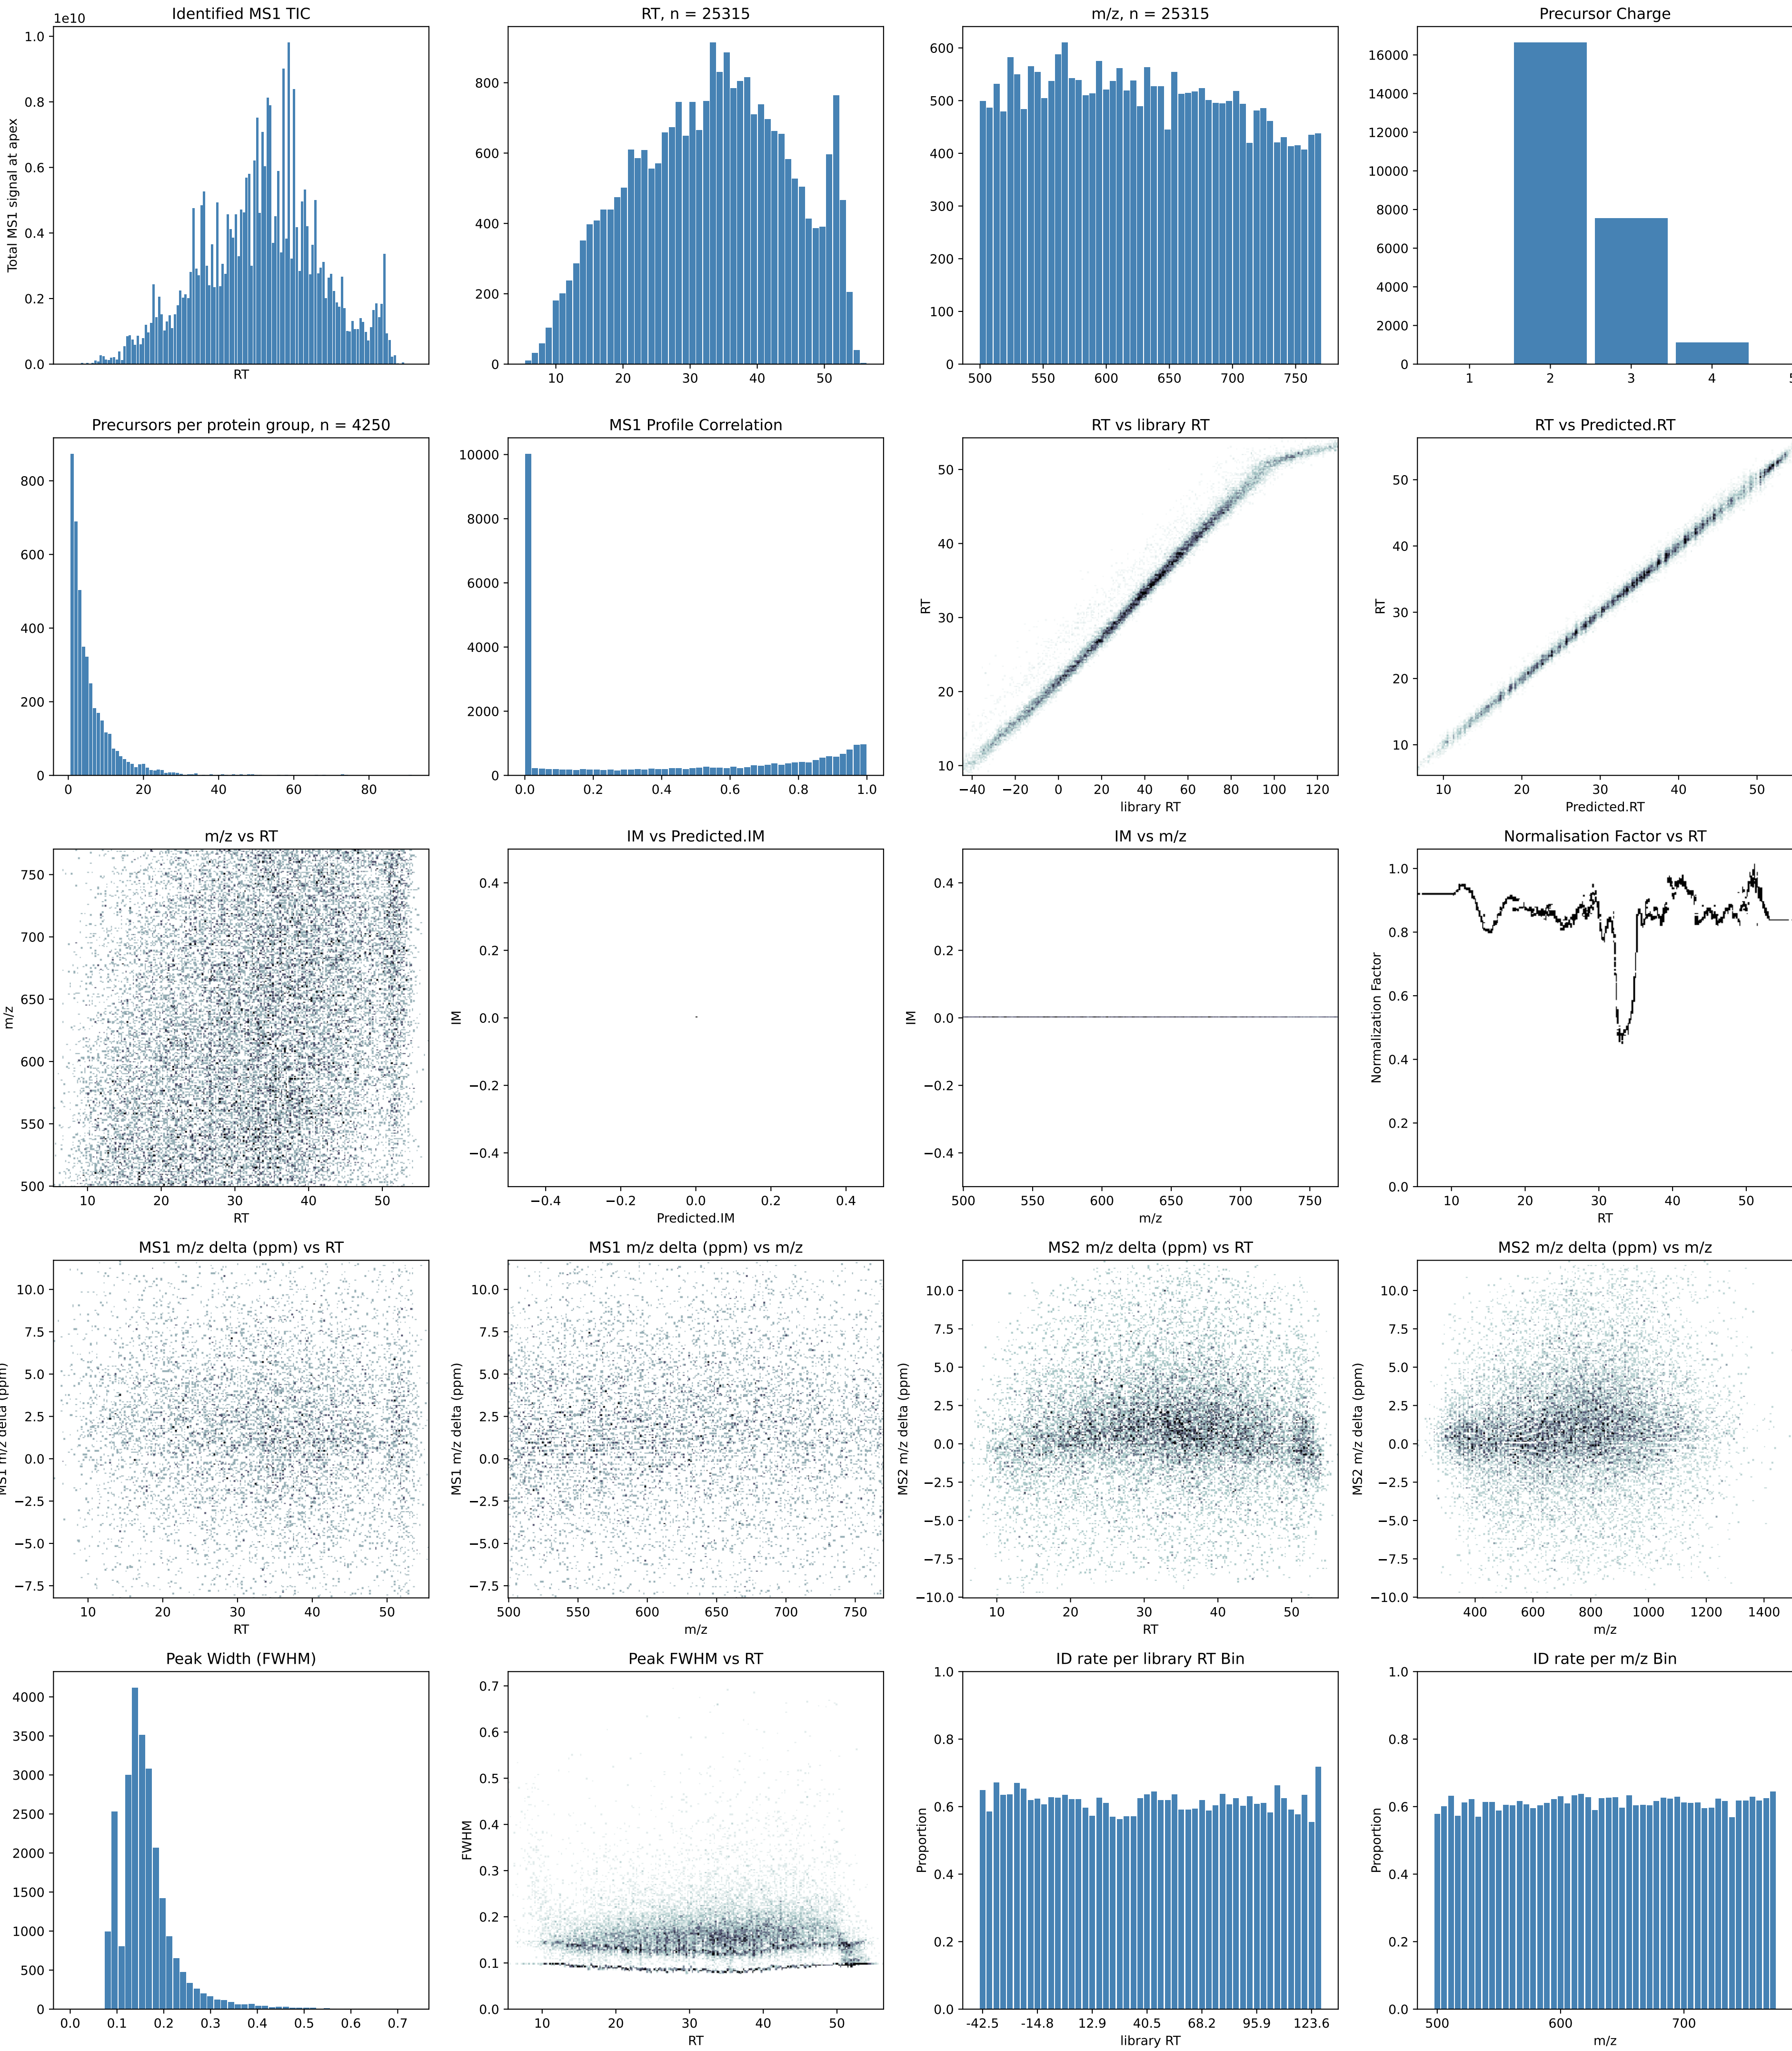 Identified MS1 TIC
1e10
Total MS1 signal at apex
1.0
0.8
0.6
0.4
0.2
0.0
RT
RT, n = 25315
800
600
400
200
0
10 20 30 40 50
m/z, n = 25315
600
500
400
300
200
100
0
500 550 600 650 700 750
Precursor Charge
16000
14000
12000
10000
8000
6000
4000
2000
0
1 2 3 4
Precursors per protein group, n = 4250
800
600
400
200
0
0 20 40 60 80
MS1 Profile Correlation
10000
8000
6000
4000
2000
0
0.0 0.2 0.4 0.6 0.8 1.0
RT vs library RT
RT
50
40
30
20
10
−40 −20 0 20 40 60 80 100 120
library RT
RT vs Predicted.RT
RT
50
40
30
20
10
10 20 30 40 50
Predicted.RT
m/z vs RT
m/z
750
700
650
600
550
500
10 20 30 40 50
RT
IM vs Predicted.IM
IM
0.4
0.2
0.0
−0.2
−0.4
−0.4 −0.2 0.0 0.2 0.4
Predicted.IM
IM vs m/z
IM
0.4
0.2
0.0
−0.2
−0.4
500 550 600 650 700 750
m/z
Normalisation Factor vs RT
Normalization Factor
1.0
0.8
0.6
0.4
0.2
0.0
10 20 30 40 50
RT
MS1 m/z delta (ppm) vs RT
MS1 m/z delta (ppm)
10.0
7.5
5.0
2.5
0.0
−2.5
−5.0
−7.5
10 20 30 40 50
RT
MS1 m/z delta (ppm) vs m/z
MS1 m/z delta (ppm)
10.0
7.5
5.0
2.5
0.0
−2.5
−5.0
−7.5
500 550 600 650 700 750
m/z
MS2 m/z delta (ppm) vs RT
MS2 m/z delta (ppm)
10.0
7.5
5.0
2.5
0.0
−2.5
−5.0
−7.5
−10.0
10 20 30 40 50
RT
MS2 m/z delta (ppm) vs m/z
MS2 m/z delta (ppm)
10.0
7.5
5.0
2.5
0.0
−2.5
−5.0
−7.5
−10.0
400 600 800 1000 1200 1400
m/z
Peak Width (FWHM)
4000
3500
3000
2500
2000
1500
1000
500
0
0.0 0.1 0.2 0.3 0.4 0.5 0.6 0.7
Peak FWHM vs RT
FWHM
0.7
0.6
0.5
0.4
0.3
0.2
0.1
0.0
10 20 30 40 50
RT
ID rate per library RT Bin
Proportion
1.0
0.8
0.6
0.4
0.2
0.0
-42.5 -14.8 12.9 40.5 68.2 95.9 123.6
library RT
ID rate per m/z Bin
Proportion
1.0
0.8
0.6
0.4
0.2
0.0
500 600 700
m/z